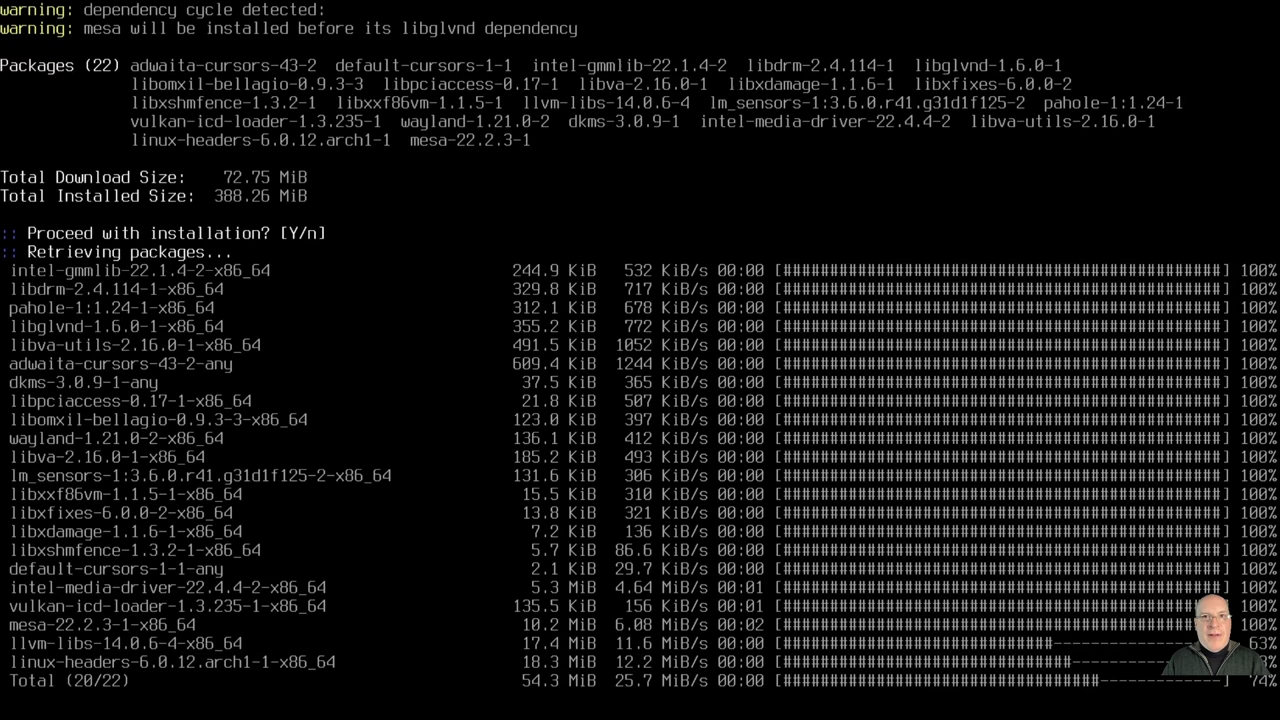 warning: dependency cycle detected:
warning: mesa will be installed before its libglvnd dependency
Packages (22) adwaita-cursors-43-2 default-cursors-1-1 intel-gmmlib-22.1.4-2 libdrm-2.4.114-1 libglvnd-1.6.0-1
libomxil-bellagio-0.9.3-3 libpciaccess-0.17-1 libva-2.16.0-1 libxdamage-1.1.6-1 libxfixes-6.0.0-2
libxshmfence-1.3.2-1 libxxf86vm-1.1.5-1 llvm-libs-14.0.6-4 lm_sensors-1:3.6.0.r41.g31d1f125-2 pahole-1:1.24-1
vulkan-icd-loader-1.3.235-1 wayland-1.21.0-2 dkms-3.0.9-1 intel-media-driver-22.4.4-2 libva-utils-2.16.0-1
linux-headers-6.0.12.arch1-1 mesa-22.2.3-1
Total Download Size: 72.75 MiB
Total Installed Size: 388.26 MiB
:: Proceed with installation? [Y/n]
:: Retrieving packages...
intel-gmmlib-22.1.4-2-x86_64 244.9 KiB 532 KiB/s 00:00 [###############################################] 100%
libdrm-2.4.114-1-x86_64 329.8 KiB 717 KiB/s 00:00 [###############################################] 100%
pahole-1:1.24-1-x86_64 312.1 KiB 678 KiB/s 00:00 [###############################################] 100%
libglvnd-1.6.0-1-x86_64 355.2 KiB 772 KiB/s 00:00 [###############################################] 100%
libva-utils-2.16.0-1-x86_64 491.5 KiB 1052 KiB/s 00:00 [###############################################] 100%
adwaita-cursors-43-2-any 609.4 KiB 1244 KiB/s 00:00 [###############################################] 100%
dkms-3.0.9-1-any 37.5 KiB 365 KiB/s 00:00 [###############################################] 100%
libpciaccess-0.17-1-x86_64 21.8 KiB 507 KiB/s 00:00 [###############################################] 100%
libomxil-bellagio-0.9.3-3-x86_64 123.0 KiB 397 KiB/s 00:00 [###############################################] 100%
wayland-1.21.0-2-x86_64 136.1 KiB 412 KiB/s 00:00 [###############################################] 100%
libva-2.16.0-1-x86_64 185.2 KiB 493 KiB/s 00:00 [###############################################] 100%
lm_sensors-1:3.6.0.r41.g31d1f125-2-x86_64 131.6 KiB 306 KiB/s 00:00 [###############################################] 100%
libxxf86vm-1.1.5-1-x86_64 15.5 KiB 310 KiB/s 00:00 [###############################################] 100%
libxfixes-6.0.0-2-x86_64 13.8 KiB 321 KiB/s 00:00 [###############################################] 100%
libxdamage-1.1.6-1-x86_64 7.2 KiB 136 KiB/s 00:00 [###############################################] 100%
libxshmfence-1.3.2-1-x86_64 5.7 KiB 86.6 KiB/s 00:00 [###############################################] 100%
default-cursors-1-1-any 2.1 KiB 29.7 KiB/s 00:00 [###############################################] 100%
intel-media-driver-22.4.4-2-x86_64 5.3 MiB 4.64 MiB/s 00:01 [###############################################] 100%
vulkan-icd-loader-1.3.235-1-x86_64 135.5 KiB 156 KiB/s 00:01 [############################################ 100%
mesa-22.2.3-1-x86_64 10.2 MiB 6.08 MiB/s 00:02 [############################################ 100%
llvm-libs-14.0.6-4-x86_64 17.4 MiB 11.6 MiB/s 00:00 [#############################--------------- 63%
linux-headers-6.0.12.arch1-1-x86_64 18.3 MiB 12.2 MiB/s 00:00 [###############################----------
Total (20/22) 54.3 MiB 25.7 MiB/s 00:00 [##################################-------------] 74%